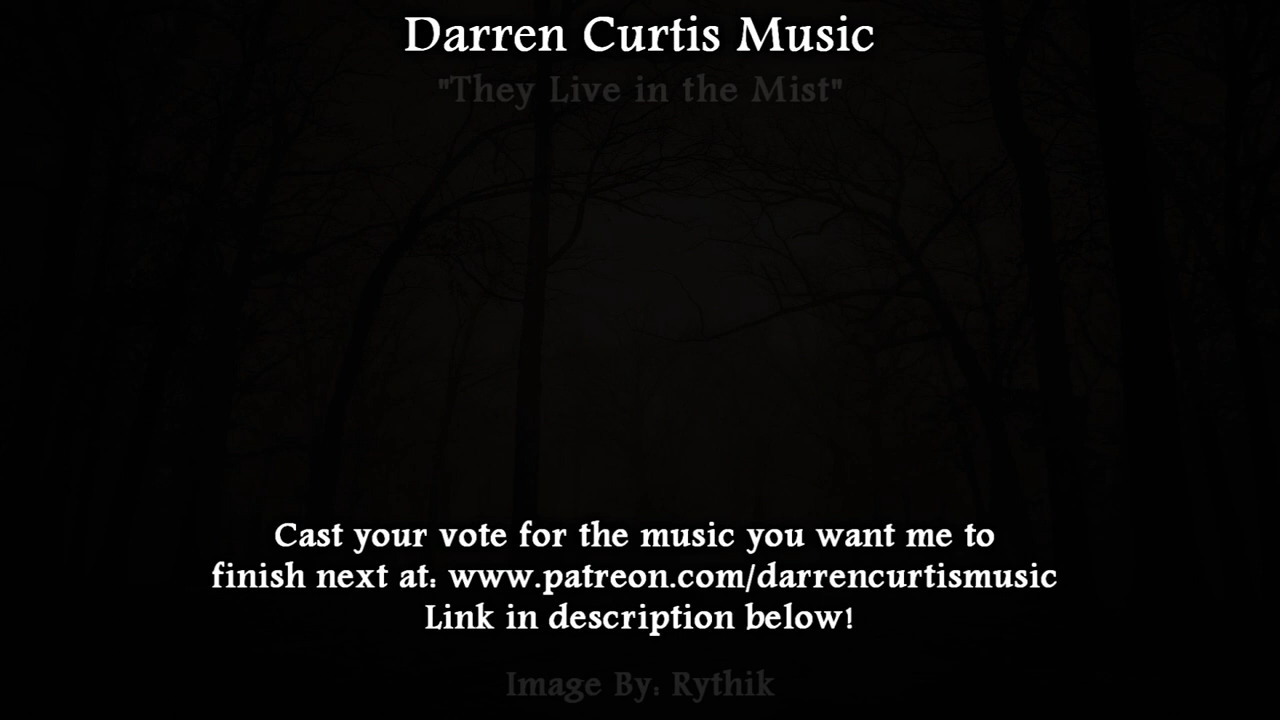 Darren Curtis Music
"They Live in the Mist"
Cast your vote for the music you want me to
finish next at: www.patreon.com/darrencurtismusic
Link in description below!
Image By: Rythik